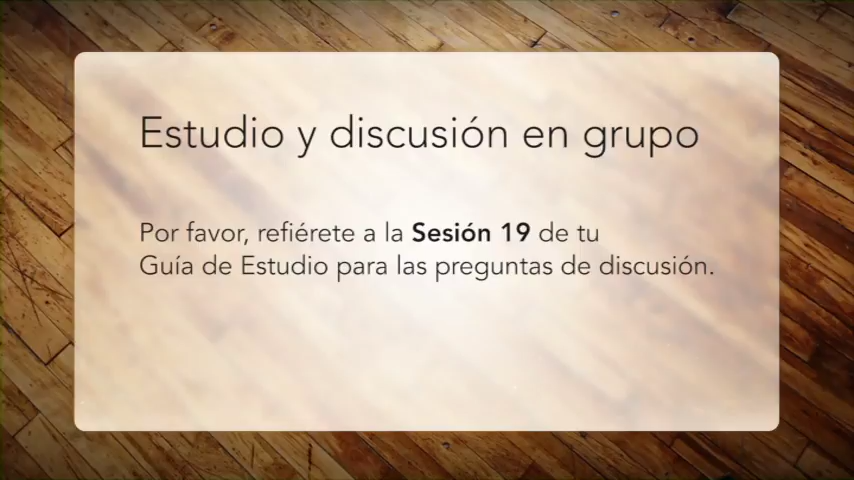 Estudio y discusión en grupo
Por favor, refiérete a la Sesión 19 de tu
Guía de Estudio para las preguntas de discusión.